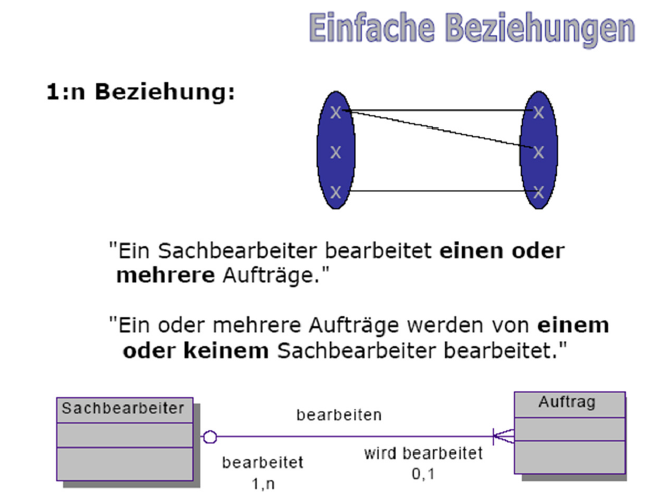 Einfache Beziehungen
1:n Beziehung:
x x
x x
x x
"Ein Sachbearbeiter bearbeitet einen oder
mehrere Aufträge."
"Ein oder mehrere Aufträge werden von einem
oder keinem Sachbearbeiter bearbeitet."
Sachbearbeiter
bearbeiten
Auftrag
bearbeitet
1,n
wird bearbeitet
0,1